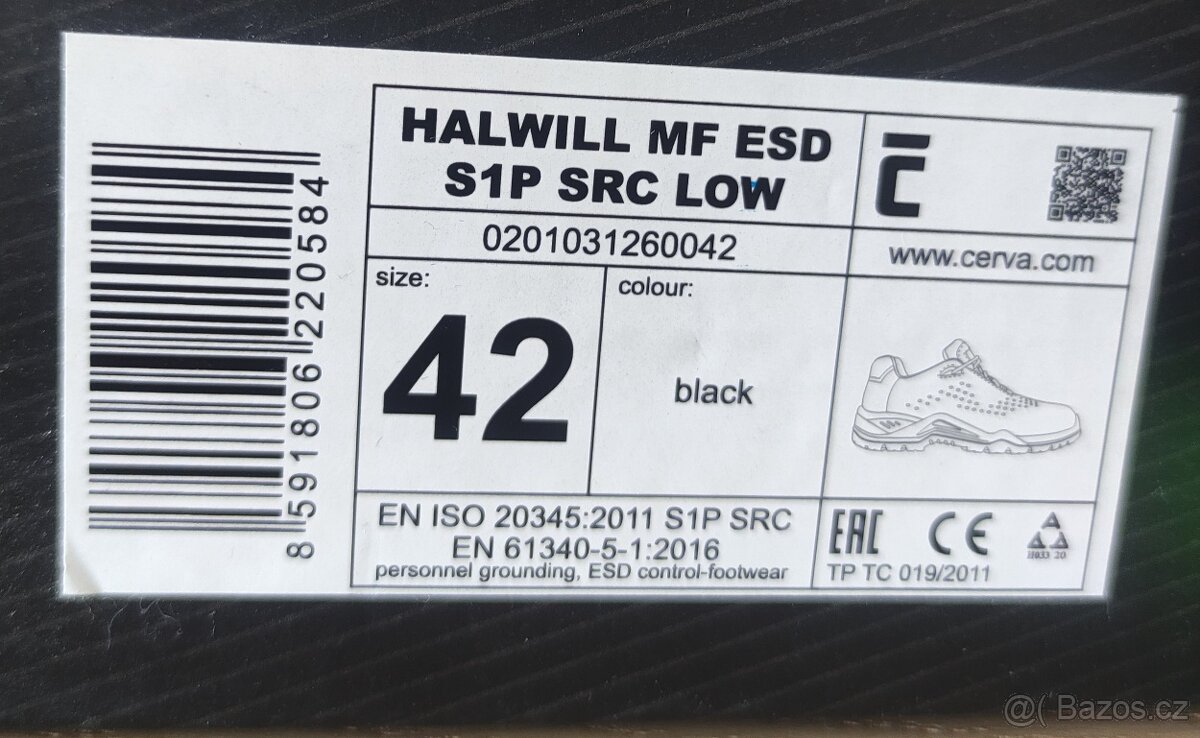 HALWILL MF ESD
S1P SRC LOW
0201031260042
www.cerva.com
size:
42
colour:
black
EN ISO 20345:2011 S1P SRC
EN 61340-5-1:2016
personnel grounding, ESD control-footwear
EAC CE
TP TC 019/2011
8 591806 220584
@( Bazos.cz